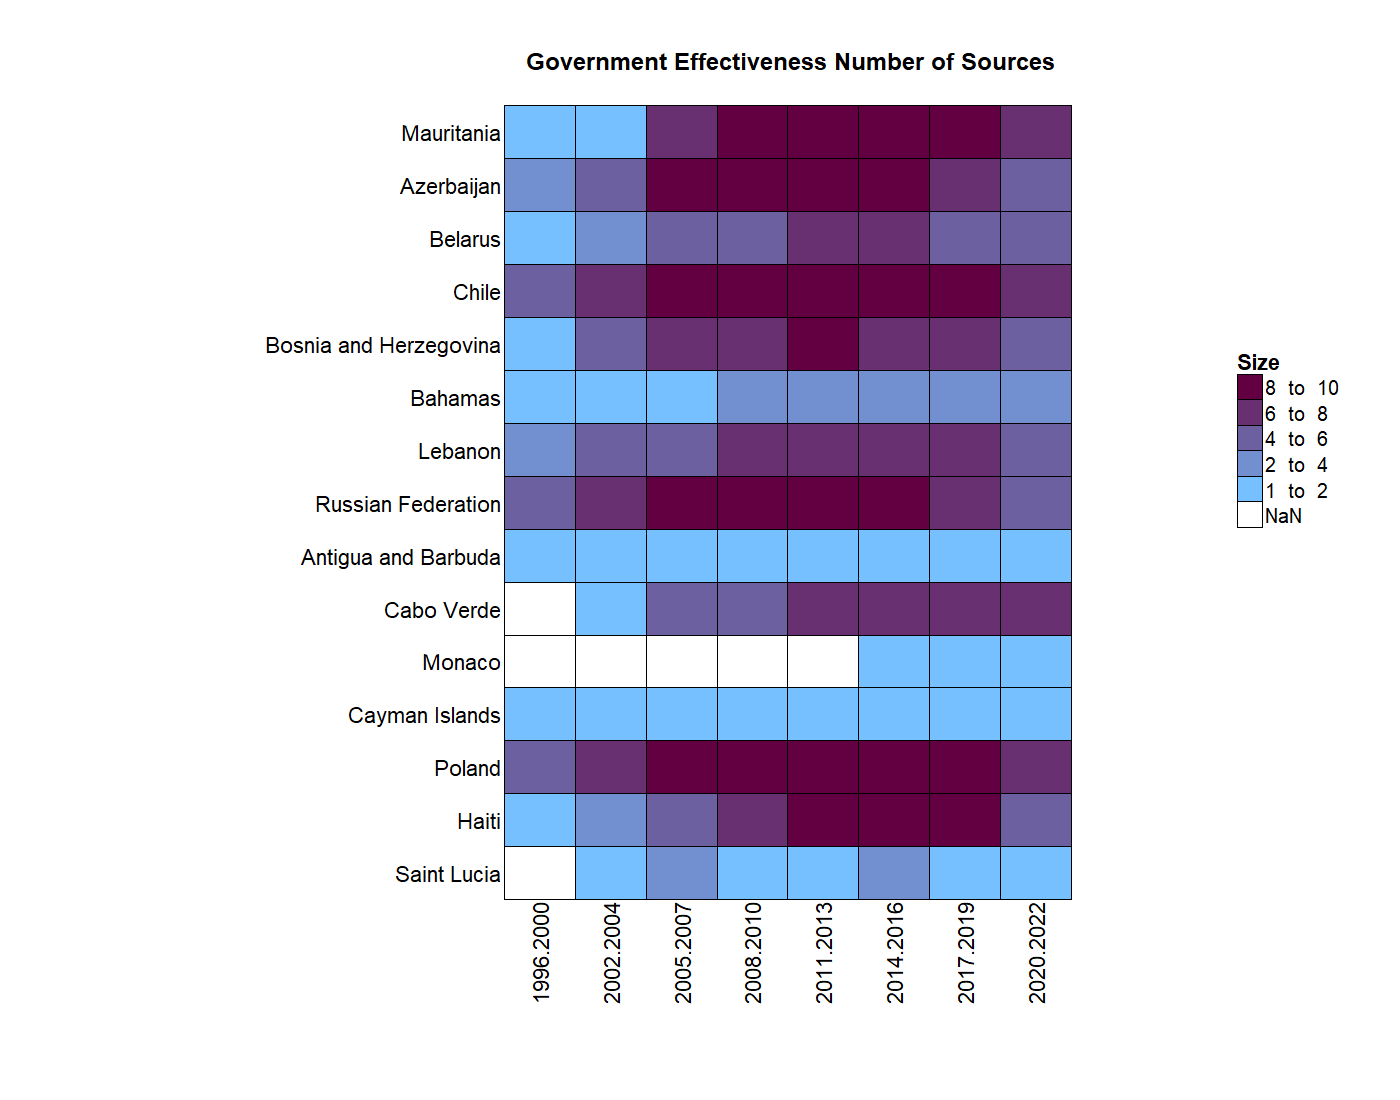 Government Effectiveness Number of Sources
Mauritania
Azerbaijan
Belarus
Chile
Bosnia and Herzegovina
Bahamas
Lebanon
Russian Federation
Antigua and Barbuda
Cabo Verde
Monaco
Cayman Islands
Poland
Haiti
Saint Lucia
1996.2000
2002.2004
2005.2007
2008.2010
2011.2013
2014.2016
2017.2019
2020.2022
Size
8 to 10
6 to 8
4 to 6
2 to 4
1 to 2
NaN